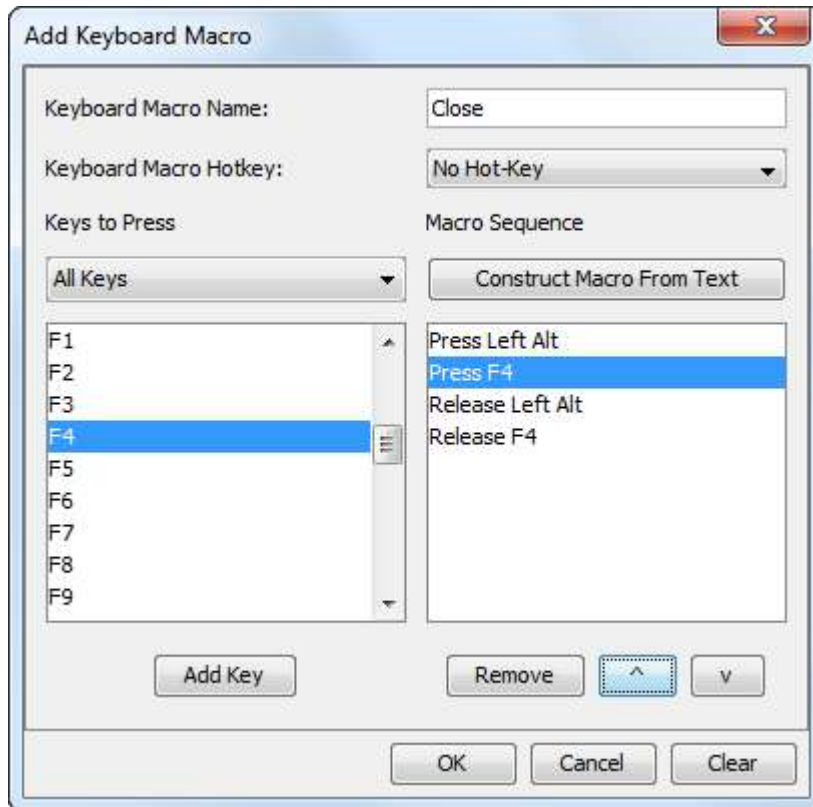 Add Keyboard Macro
Keyboard Macro Name:
Close
Keyboard Macro Hotkey:
No Hot-Key
Keys to Press
Macro Sequence
All Keys
Construct Macro From Text
F1
F2
F3
F4
F5
F6
F7
F8
F9
Press Left Alt
Press F4
Release Left Alt
Release F4
Add Key
Remove
^
v
OK
Cancel
Clear